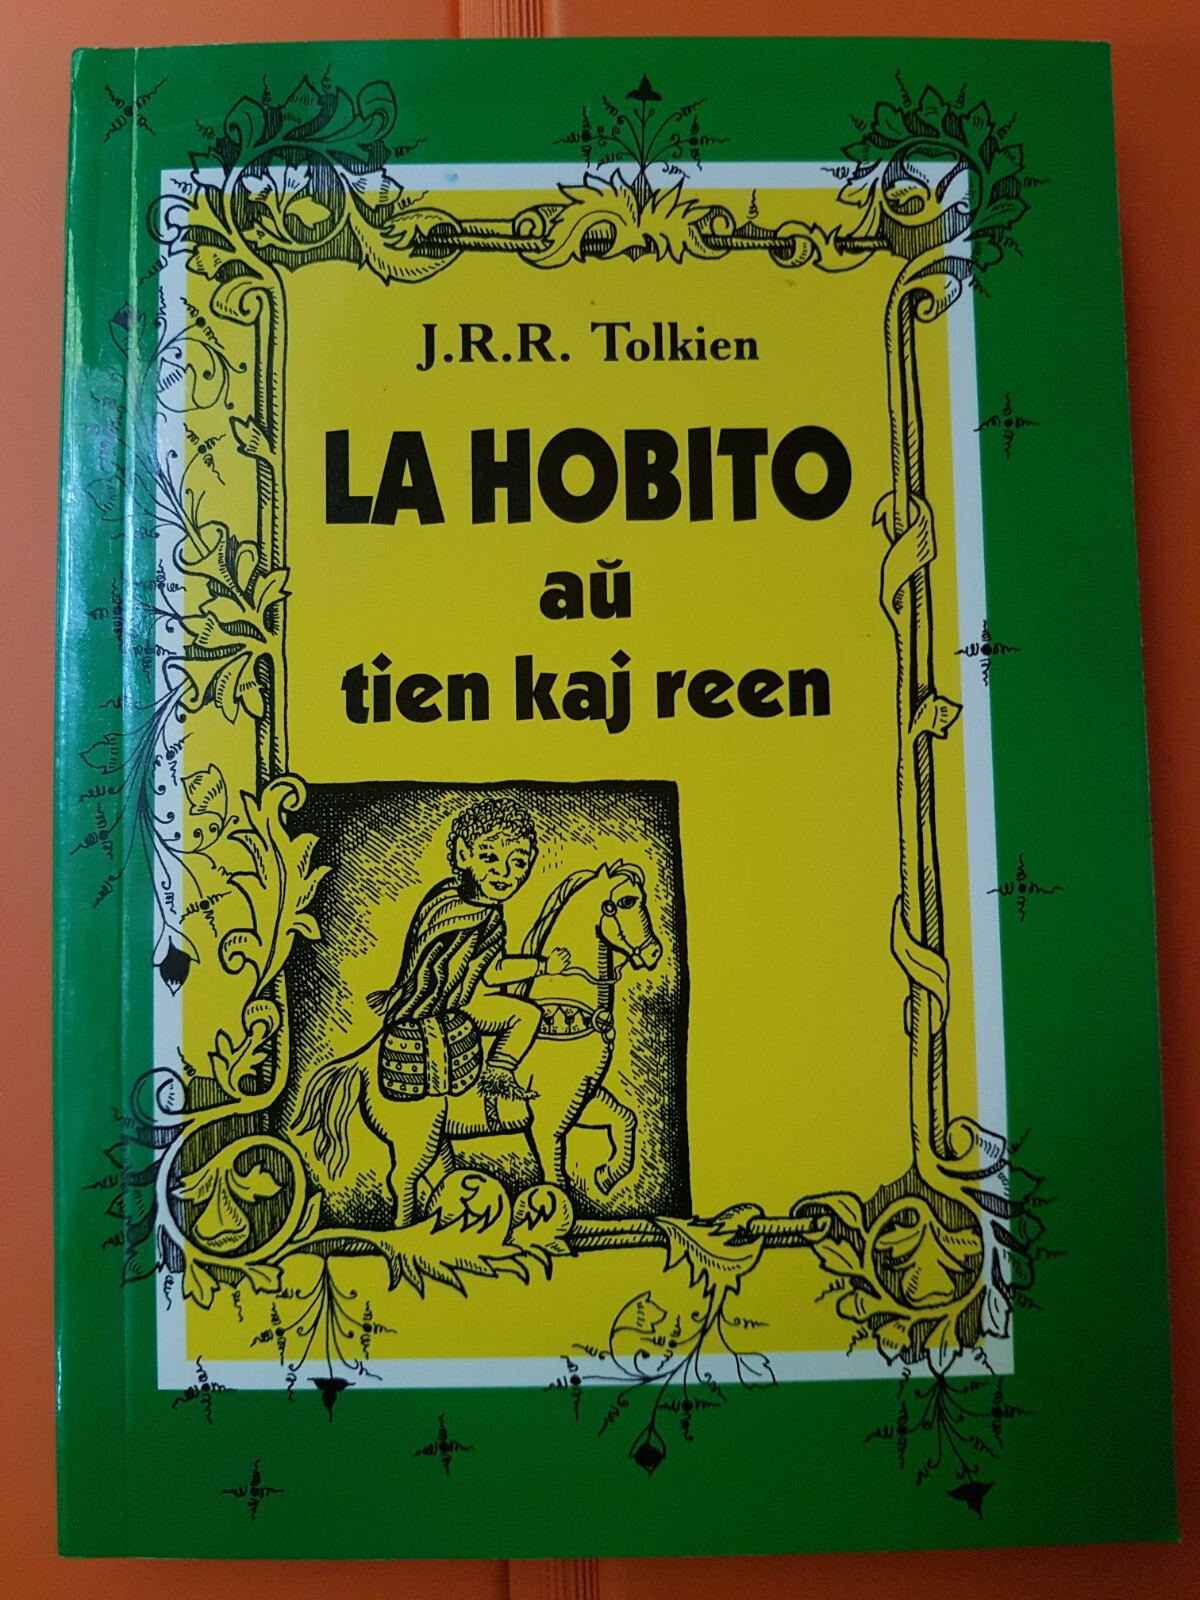 J.R.R. Tolkien
LA HOBITO
aŭ
tien kaj reen